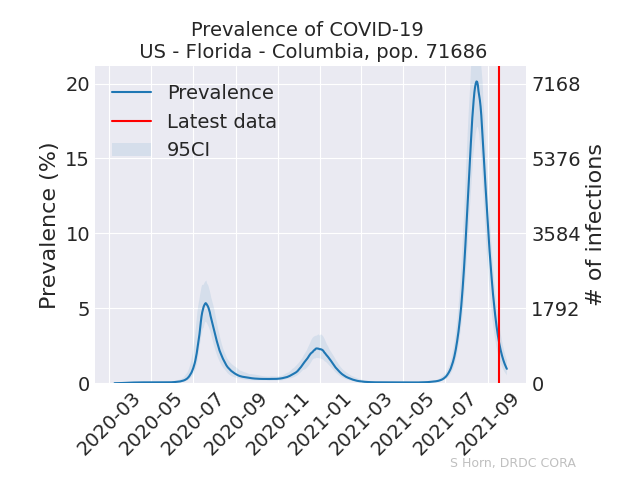 Prevalence of COVID-19
US - Florida - Columbia, pop. 71686
Prevalence
Latest data
95CI
Prevalence (%)
20
15
10
5
0
7168
5376
3584
1792
0
# of infections
2020-03
2020-05
2020-07
2020-09
2020-11
2021-01
2021-03
2021-05
2021-07
2021-09
S Horn, DRDC CORA